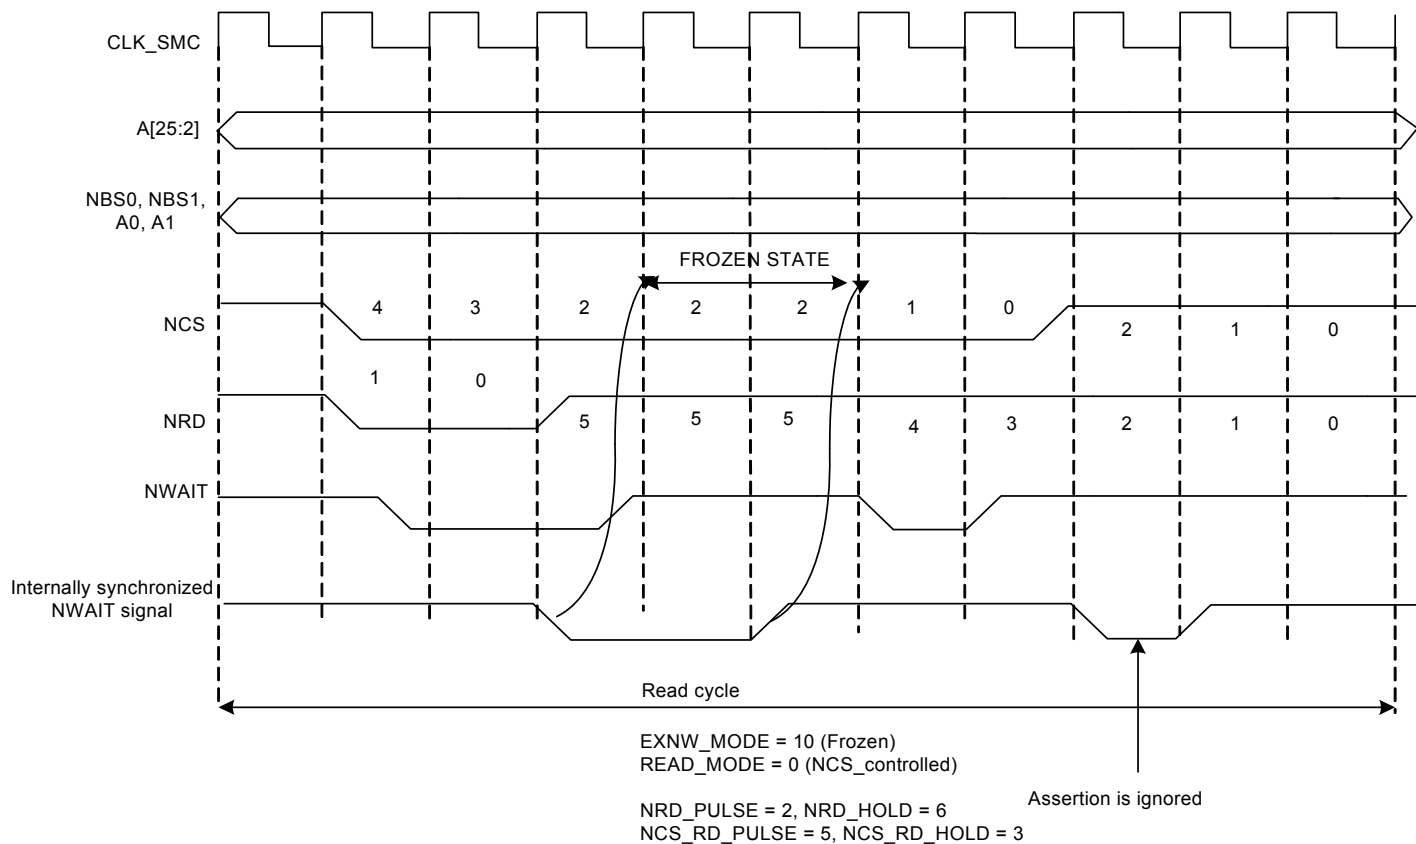 CLK_SMC
A[25:2]
NBS0, NBS1,
A0, A1
FROZEN STATE
NCS
4 3 2 2 2 1 0
2 1 0
1 0
NRD
5 5 5 4 3 2 1 0
NWAIT
Internally synchronized
NWAIT signal
Read cycle
EXNW_MODE = 10 (Frozen)
READ_MODE = 0 (NCS_controlled)
Assertion is ignored
NRD_PULSE = 2, NRD_HOLD = 6
NCS_RD_PULSE = 5, NCS_RD_HOLD = 3